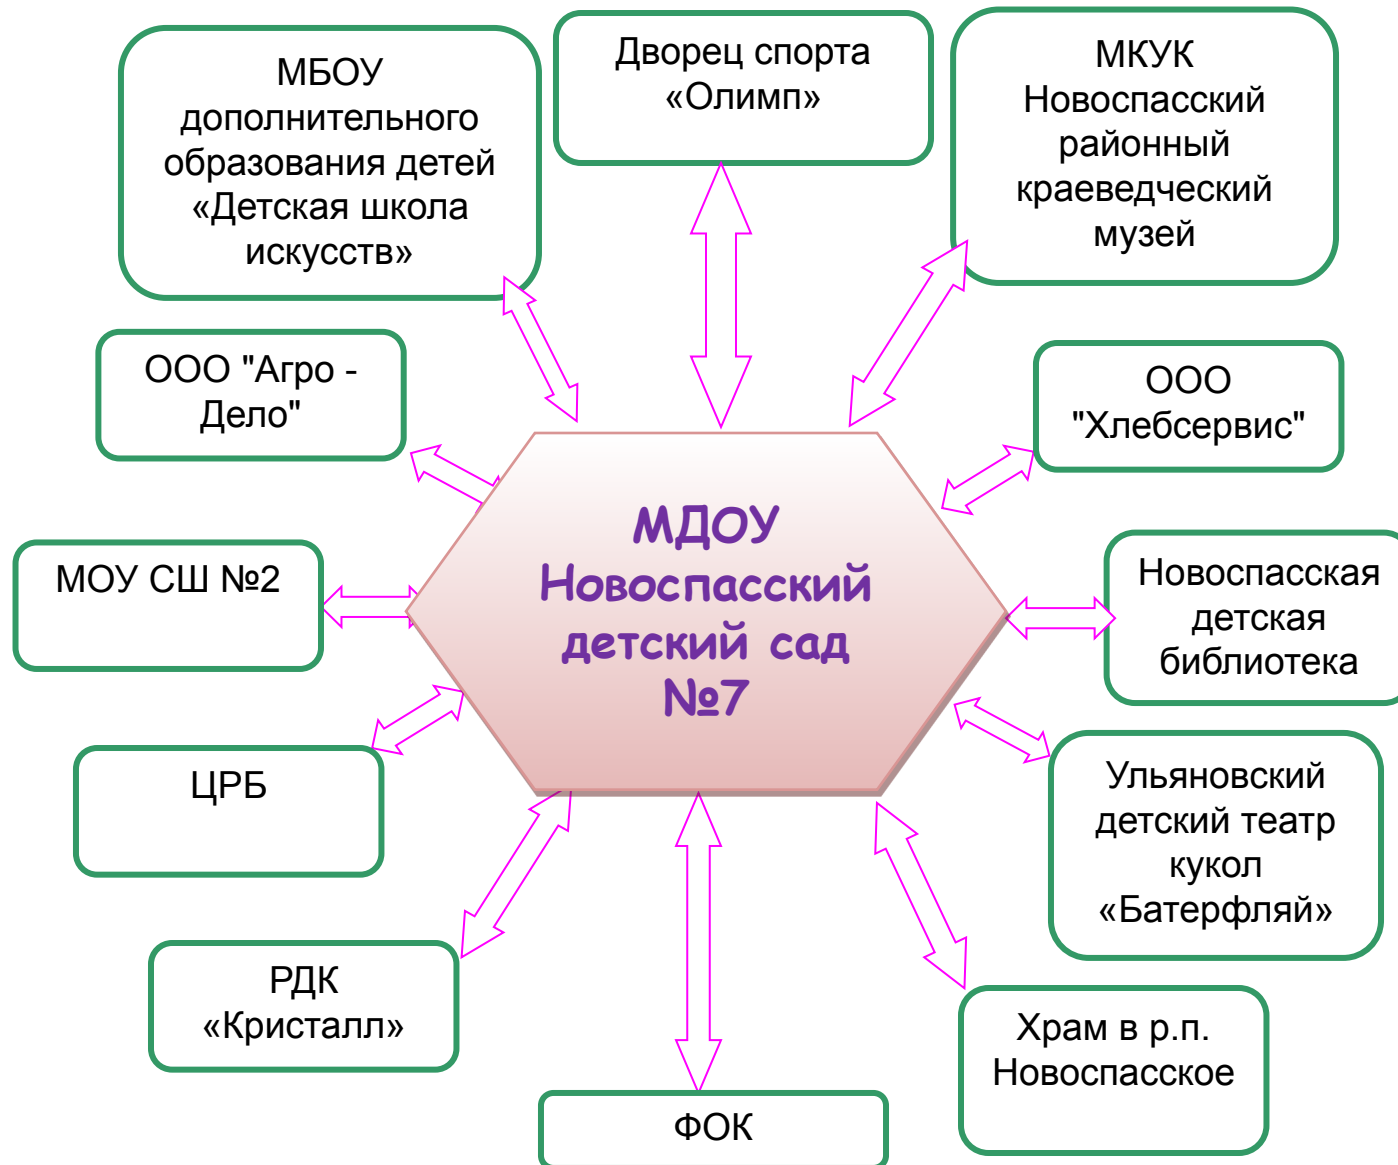 МБОУ
дополнительного
образования детей
«Детская школа
искусств»
Дворец спорта
«Олимп»
МКУК
Новоспасский
районный
краеведческий
музей
ООО "Агро -
Дело"
ООО
"Хлебсервис"
МДОУ
Новоспасский
детский сад
№7
МОУ СШ №2
Новоспасская
детская
библиотека
ЦРБ
Ульяновский
детский театр
кукол
«Батерфляй»
РДК
«Кристалл»
Храм в р.п.
Новоспасское
ФОК